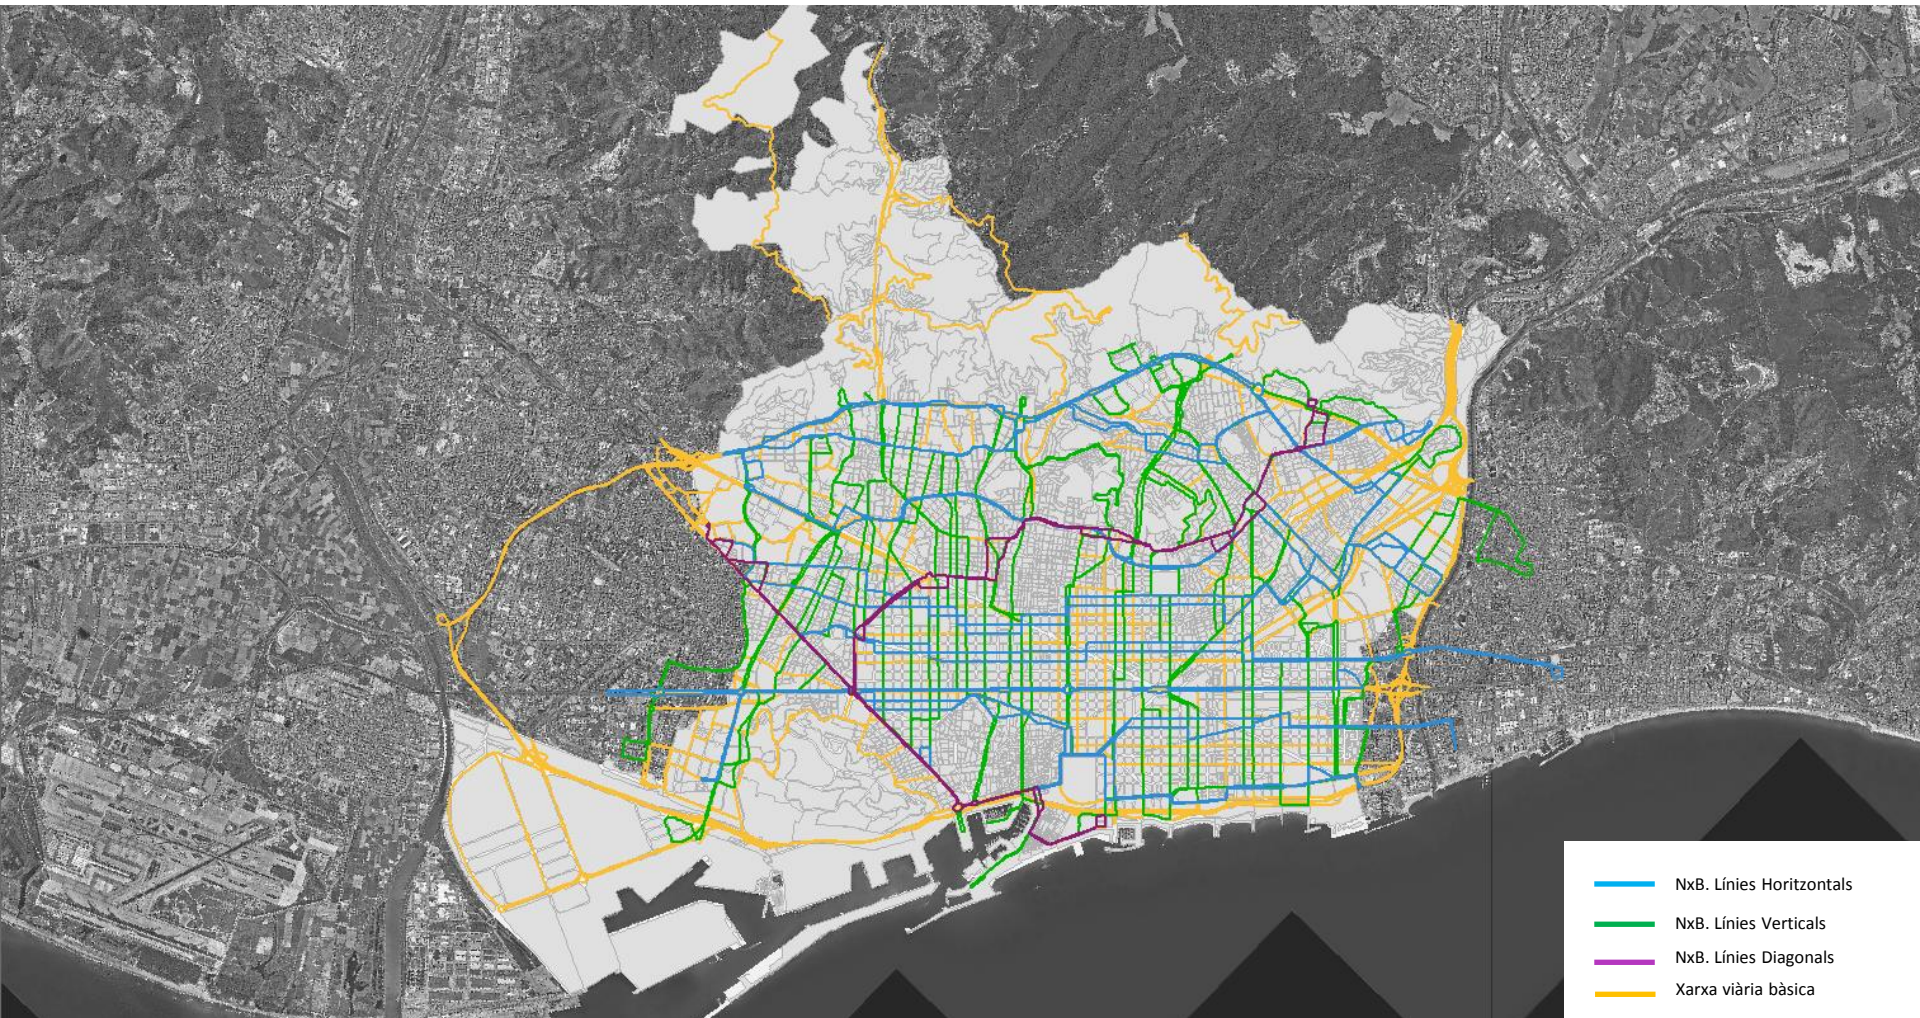 NxB. Línies Horitzontals
NxB. Línies Verticals
NxB. Línies Diagonals
Xarxa viària bàsica